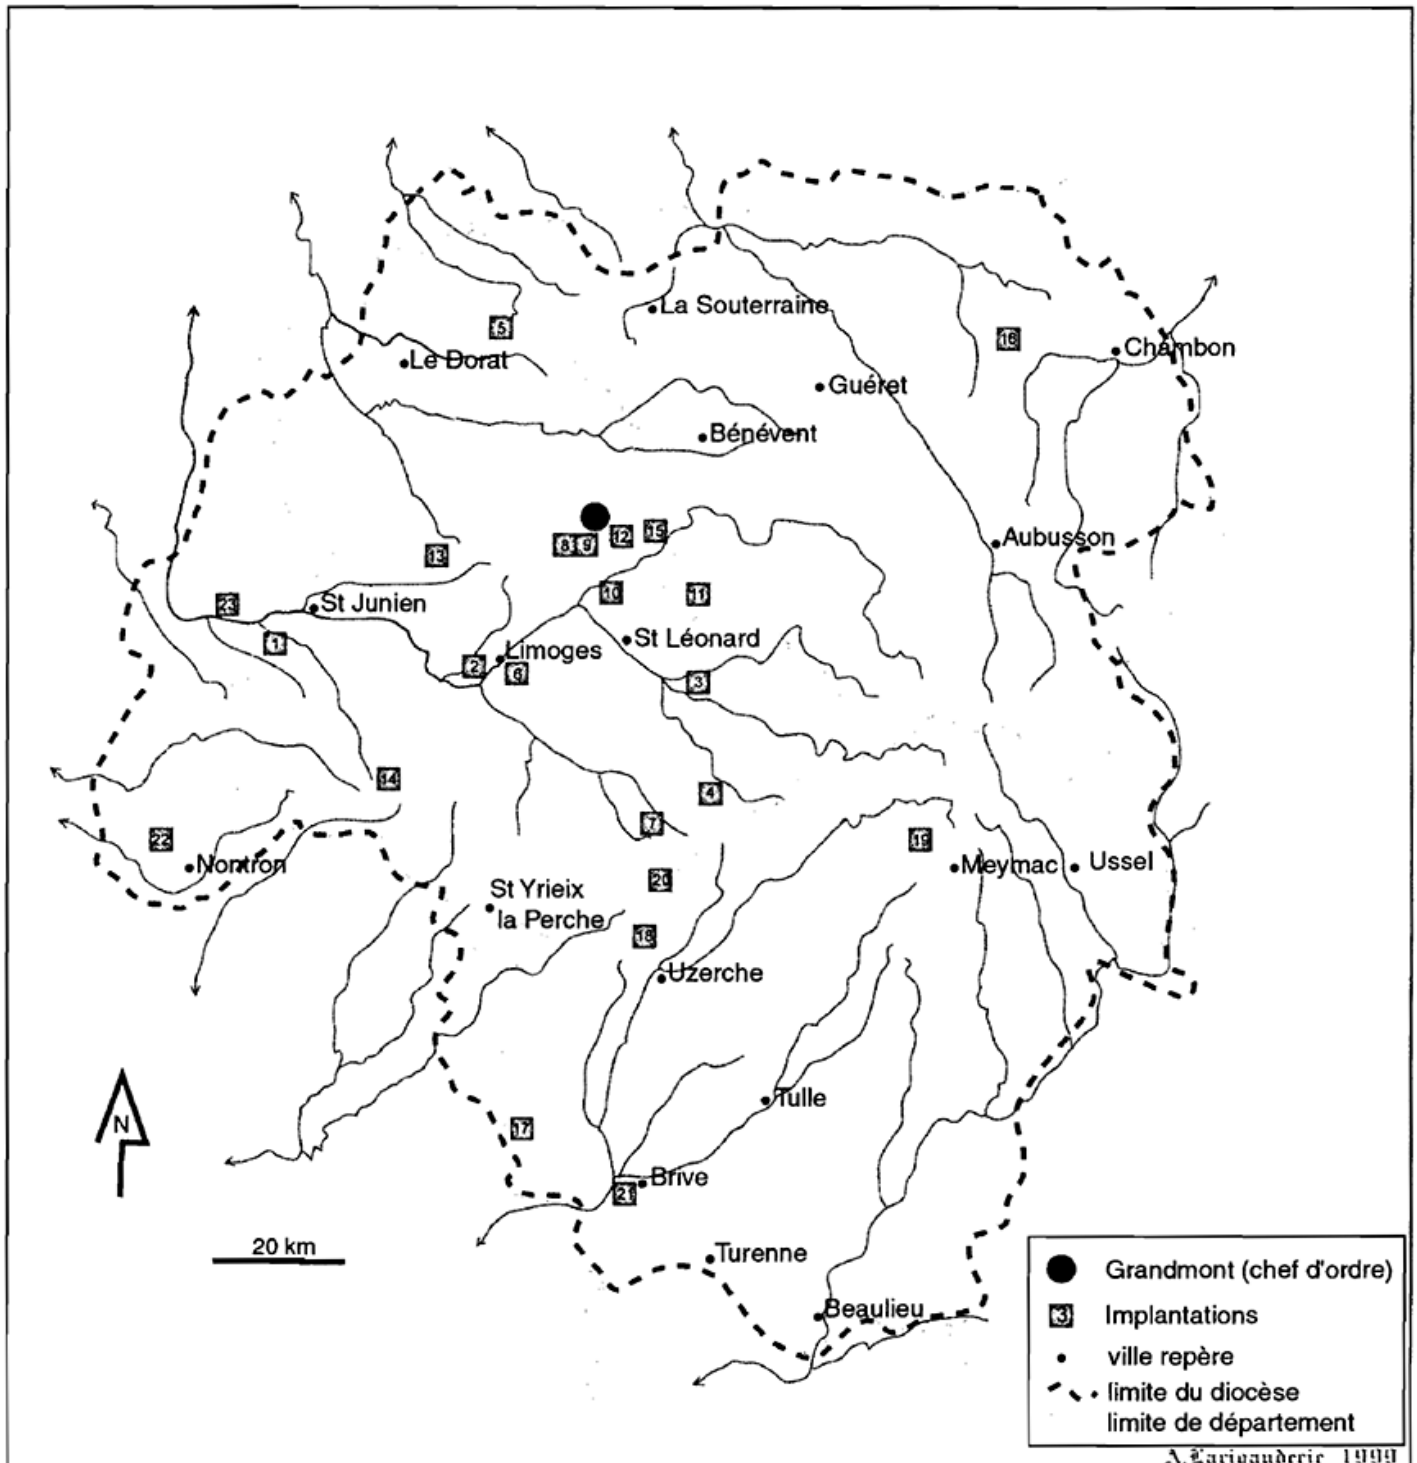 La Souterraine
5
16
Le Dorat
Chambon
Guéret
Bénévent
8
9
12
15
Aubusson
13
10
11
23
St Junien
St Léonard
1
2
Limoges
6
3
14
4
7
22
19
Nontron
Meymac
Ussel
20
St Yrieix
la Perche
18
Uzerche
Tulle
N
17
21
Brive
20 km
Turenne
Beaulieu
Grandmont (chef d'ordre)
3
Implantations
ville repère
limite du diocèse
limite de département
1999